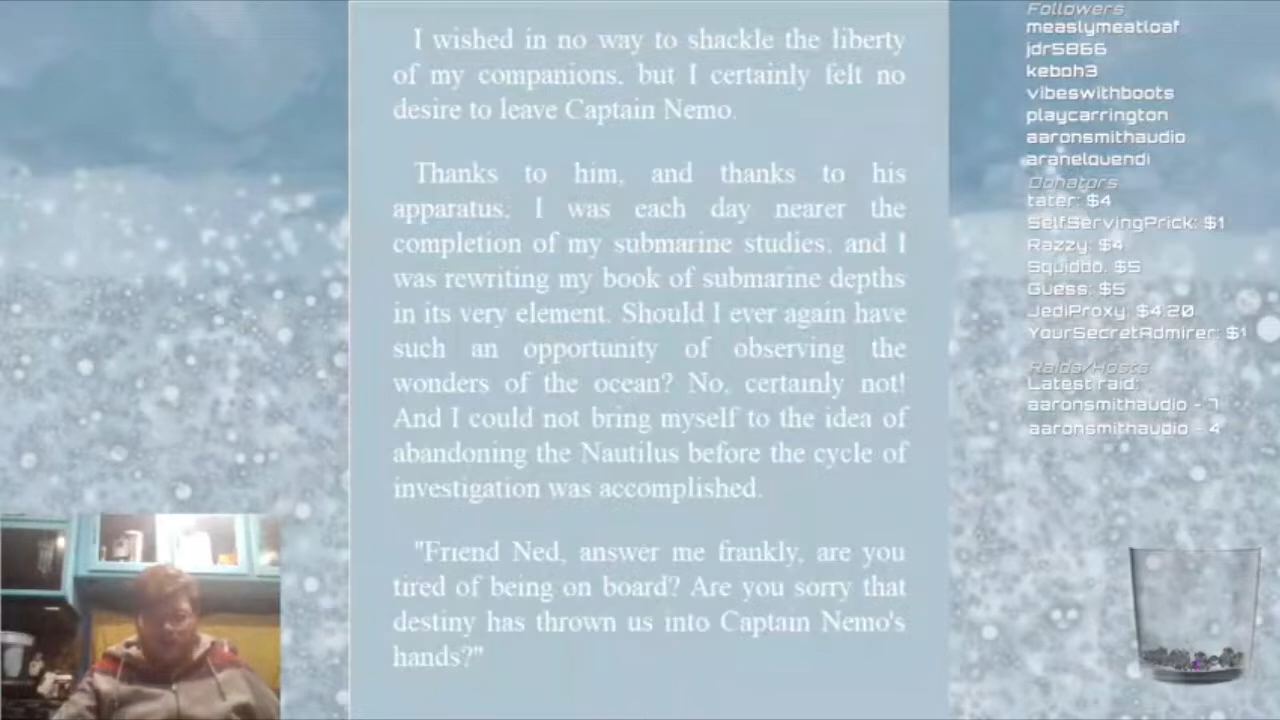 I wished in no way to shackle the liberty
of my companions, but I certainly felt no
desire to leave Captain Nemo.
Thanks to him, and thanks to his
apparatus, I was each day nearer the
completion of my submarine studies, and I
was rewriting my book of submarine depths
in its very element. Should I ever again have
such an opportunity of observing the
wonders of the ocean? No, certainly not!
And I could not bring myself to the idea of
abandoning the Nautilus before the cycle of
investigation was accomplished.
"Friend Ned, answer me frankly, are you
tired of being on board? Are you sorry that
destiny has thrown us into Captain Nemo's
hands?"
Followers
measlymeatloaf
jdr5866
keboh3
vibeswithboots
playcarrington
aaronsmithaudio
aranelquendi
Donators
tater: $4
SelfServingPrick: $1
Razzy: $4
Squiddo: $5
Guess: $5
JediProxy: $4.20
YourSecretAdmirer: $1
Raids/Hosts
Latest raid:
aaronsmithaudio - 7
aaronsmithaudio - 4